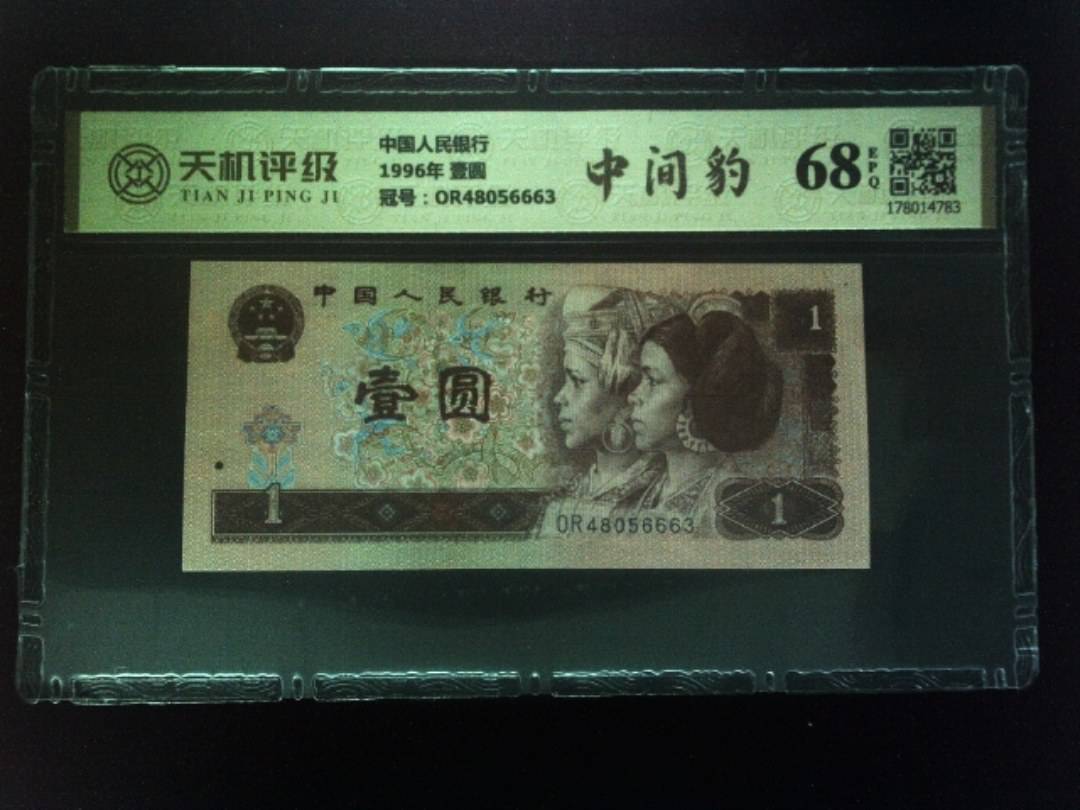 天机评级
TIAN JI PING JI
中国人民银行
1996年 壹圆
冠号：OR48056663
中间豹
68
EPQ
178014783
中国人民银行
1
壹圆
1
OR48056663
1